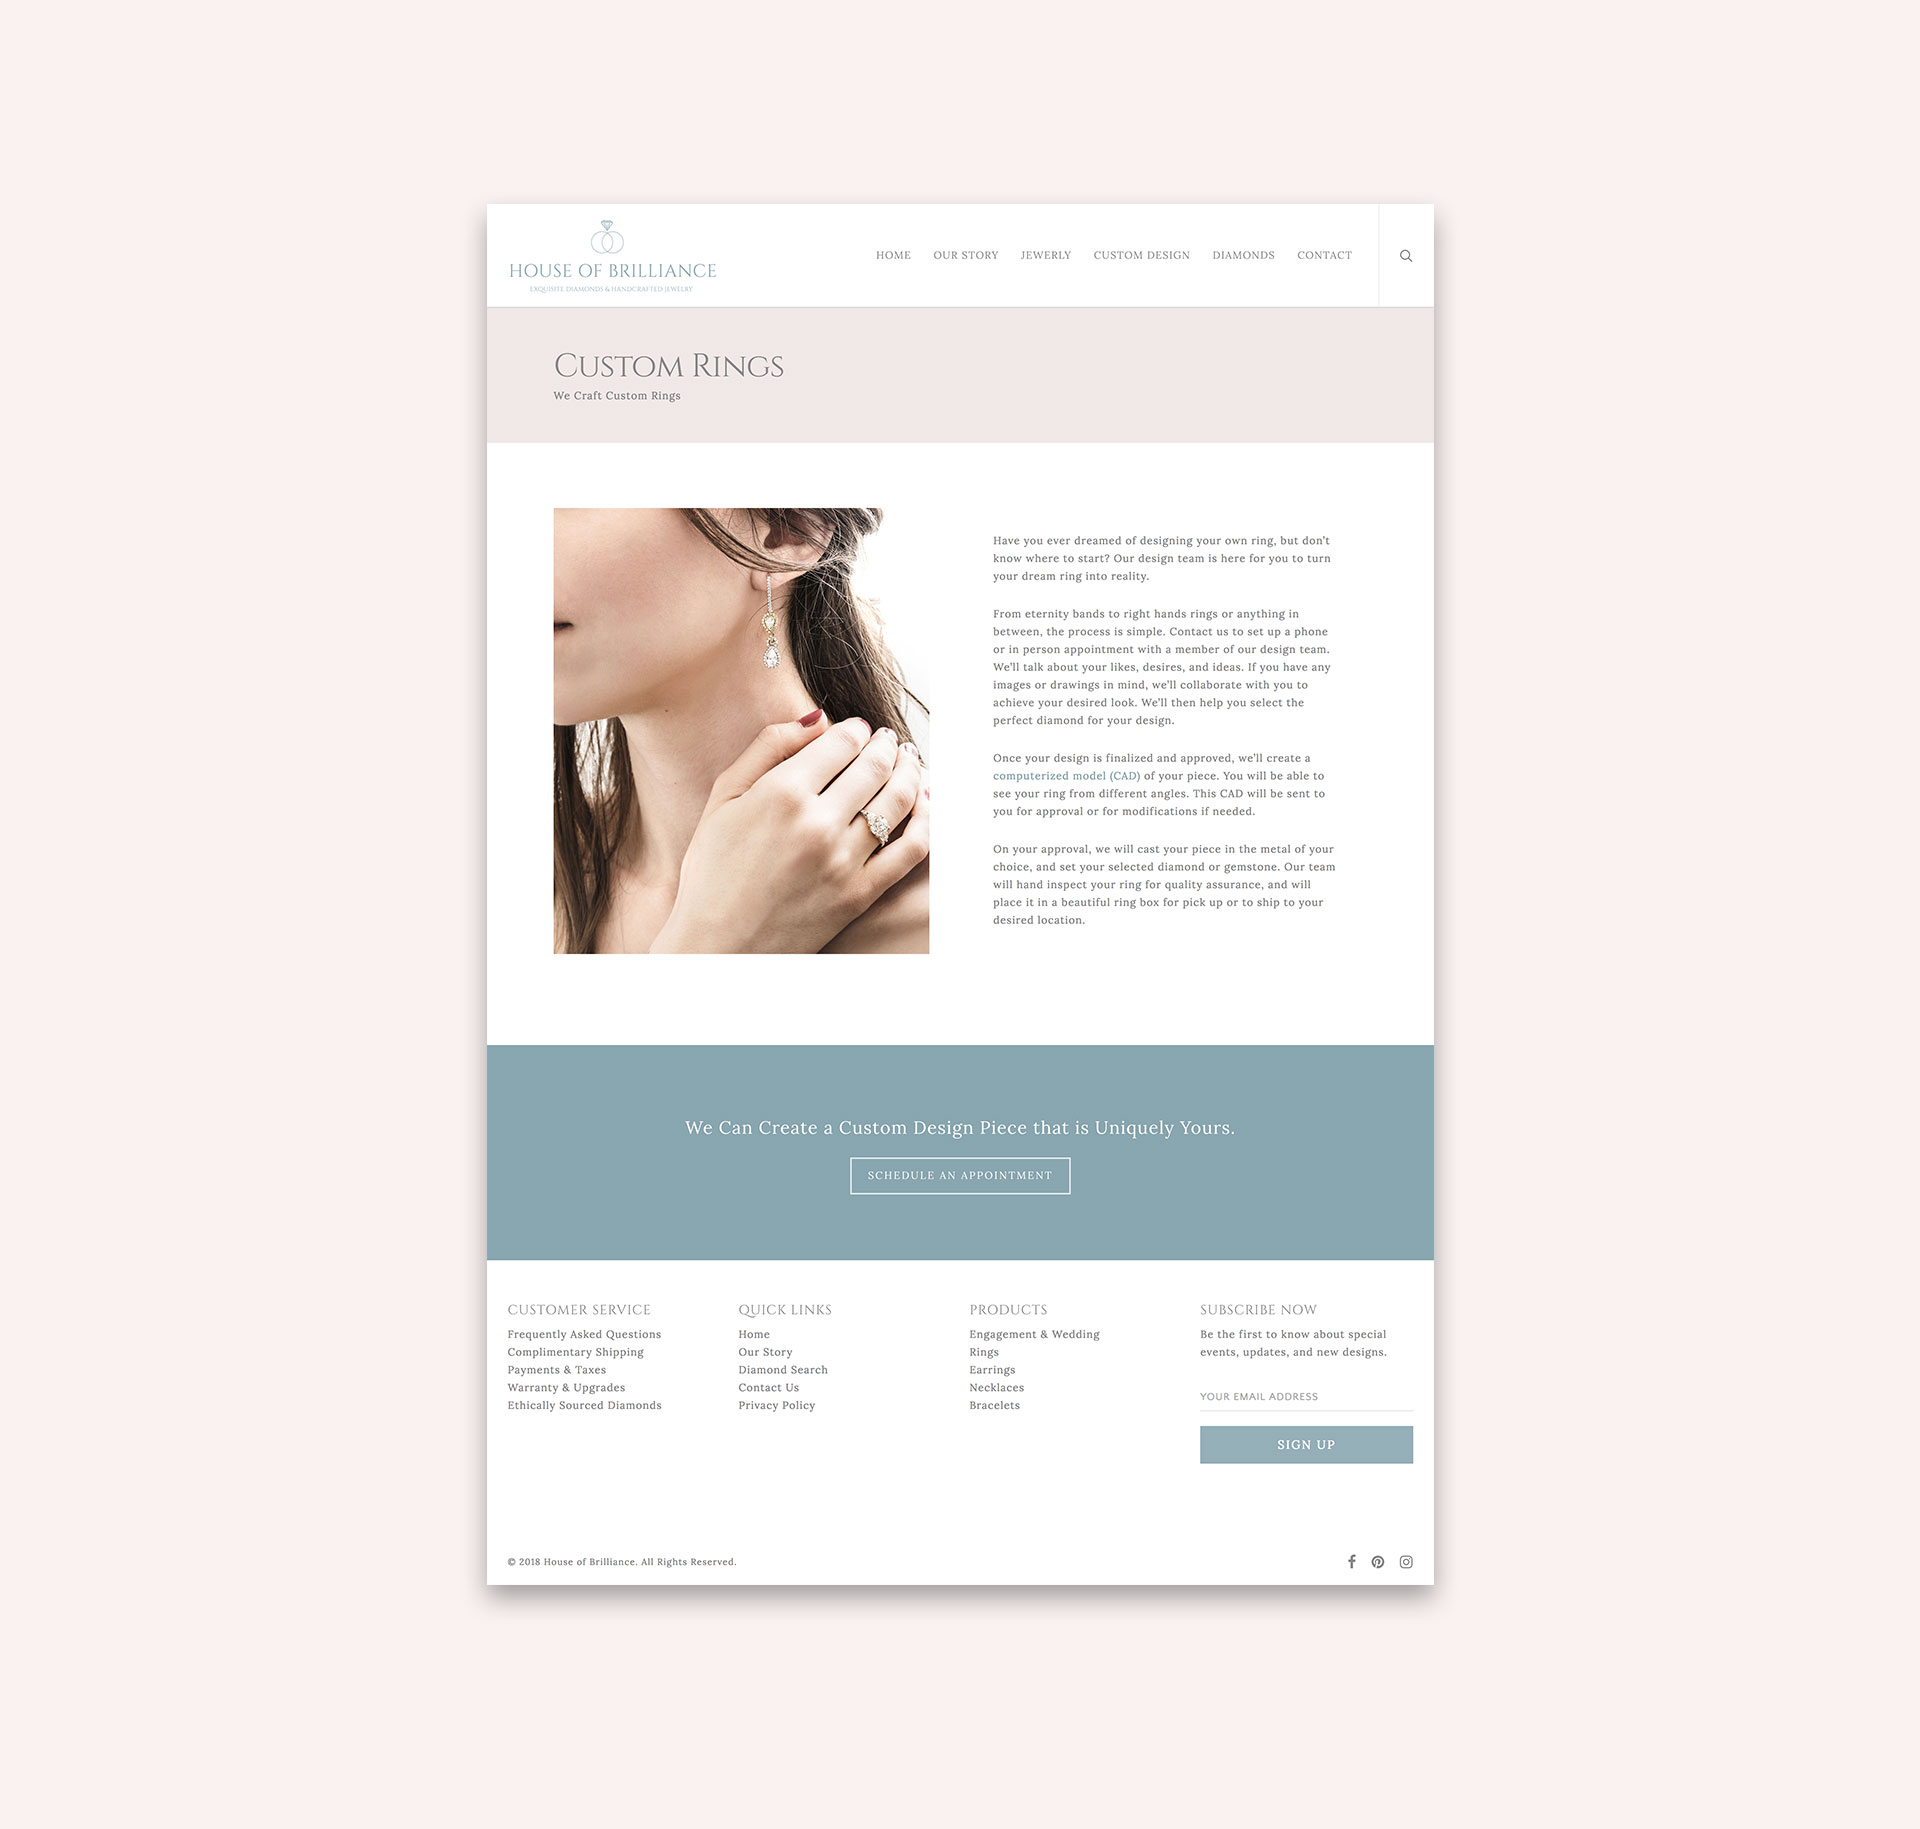 HOUSE OF BRILLIANCE
EXQUISITE DIAMONDS & HANDCRAFTED JEWELRY
HOME OUR STORY JEWERLY CUSTOM DESIGN DIAMONDS CONTACT
CUSTOM RINGS
We Craft Custom Rings
Have you ever dreamed of designing your own ring, but don't
know where to start? Our design team is here for you to turn
your dream ring into reality.
From eternity bands to right hands rings or anything in
between, the process is simple. Contact us to set up a phone
or in person appointment with a member of our design team.
We'll talk about your likes, desires, and ideas. If you have any
images or drawings in mind, we'll collaborate with you to
achieve your desired look. We'll then help you select the
perfect diamond for your design.
Once your design is finalized and approved, we'll create a
computerized model (CAD) of your piece. You will be able to
see your ring from different angles. This CAD will be sent to
you for approval or for modifications if needed.
On your approval, we will cast your piece in the metal of your
choice, and set your selected diamond or gemstone. Our team
will hand inspect your ring for quality assurance, and will
place it in a beautiful ring box for pick up or to ship to your
desired location.
We Can Create a Custom Design Piece that is Uniquely Yours.
SCHEDULE AN APPOINTMENT
CUSTOMER SERVICE
Frequently Asked Questions
Complimentary Shipping
Payments & Taxes
Warranty & Upgrades
Ethically Sourced Diamonds
QUICK LINKS
Home
Our Story
Diamond Search
Contact Us
Privacy Policy
PRODUCTS
Engagement & Wedding
Rings
Earrings
Necklaces
Bracelets
SUBSCRIBE NOW
Be the first to know about special
events, updates, and new designs.
YOUR EMAIL ADDRESS
SIGN UP
© 2018 House of Brilliance. All Rights Reserved.